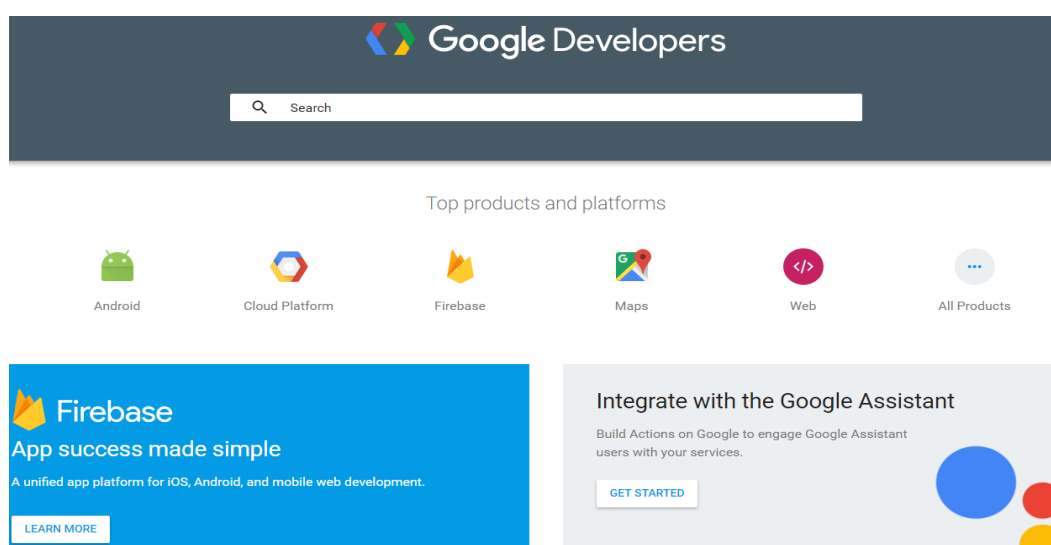 Google Developers
Search
Top products and platforms
Android
Cloud Platform
Firebase
G
Maps
</>
Web
All Products
Firebase
App success made simple
A unified app platform for iOS, Android, and mobile web development.
LEARN MORE
Integrate with the Google Assistant
Build Actions on Google to engage Google Assistant
users with your services.
GET STARTED